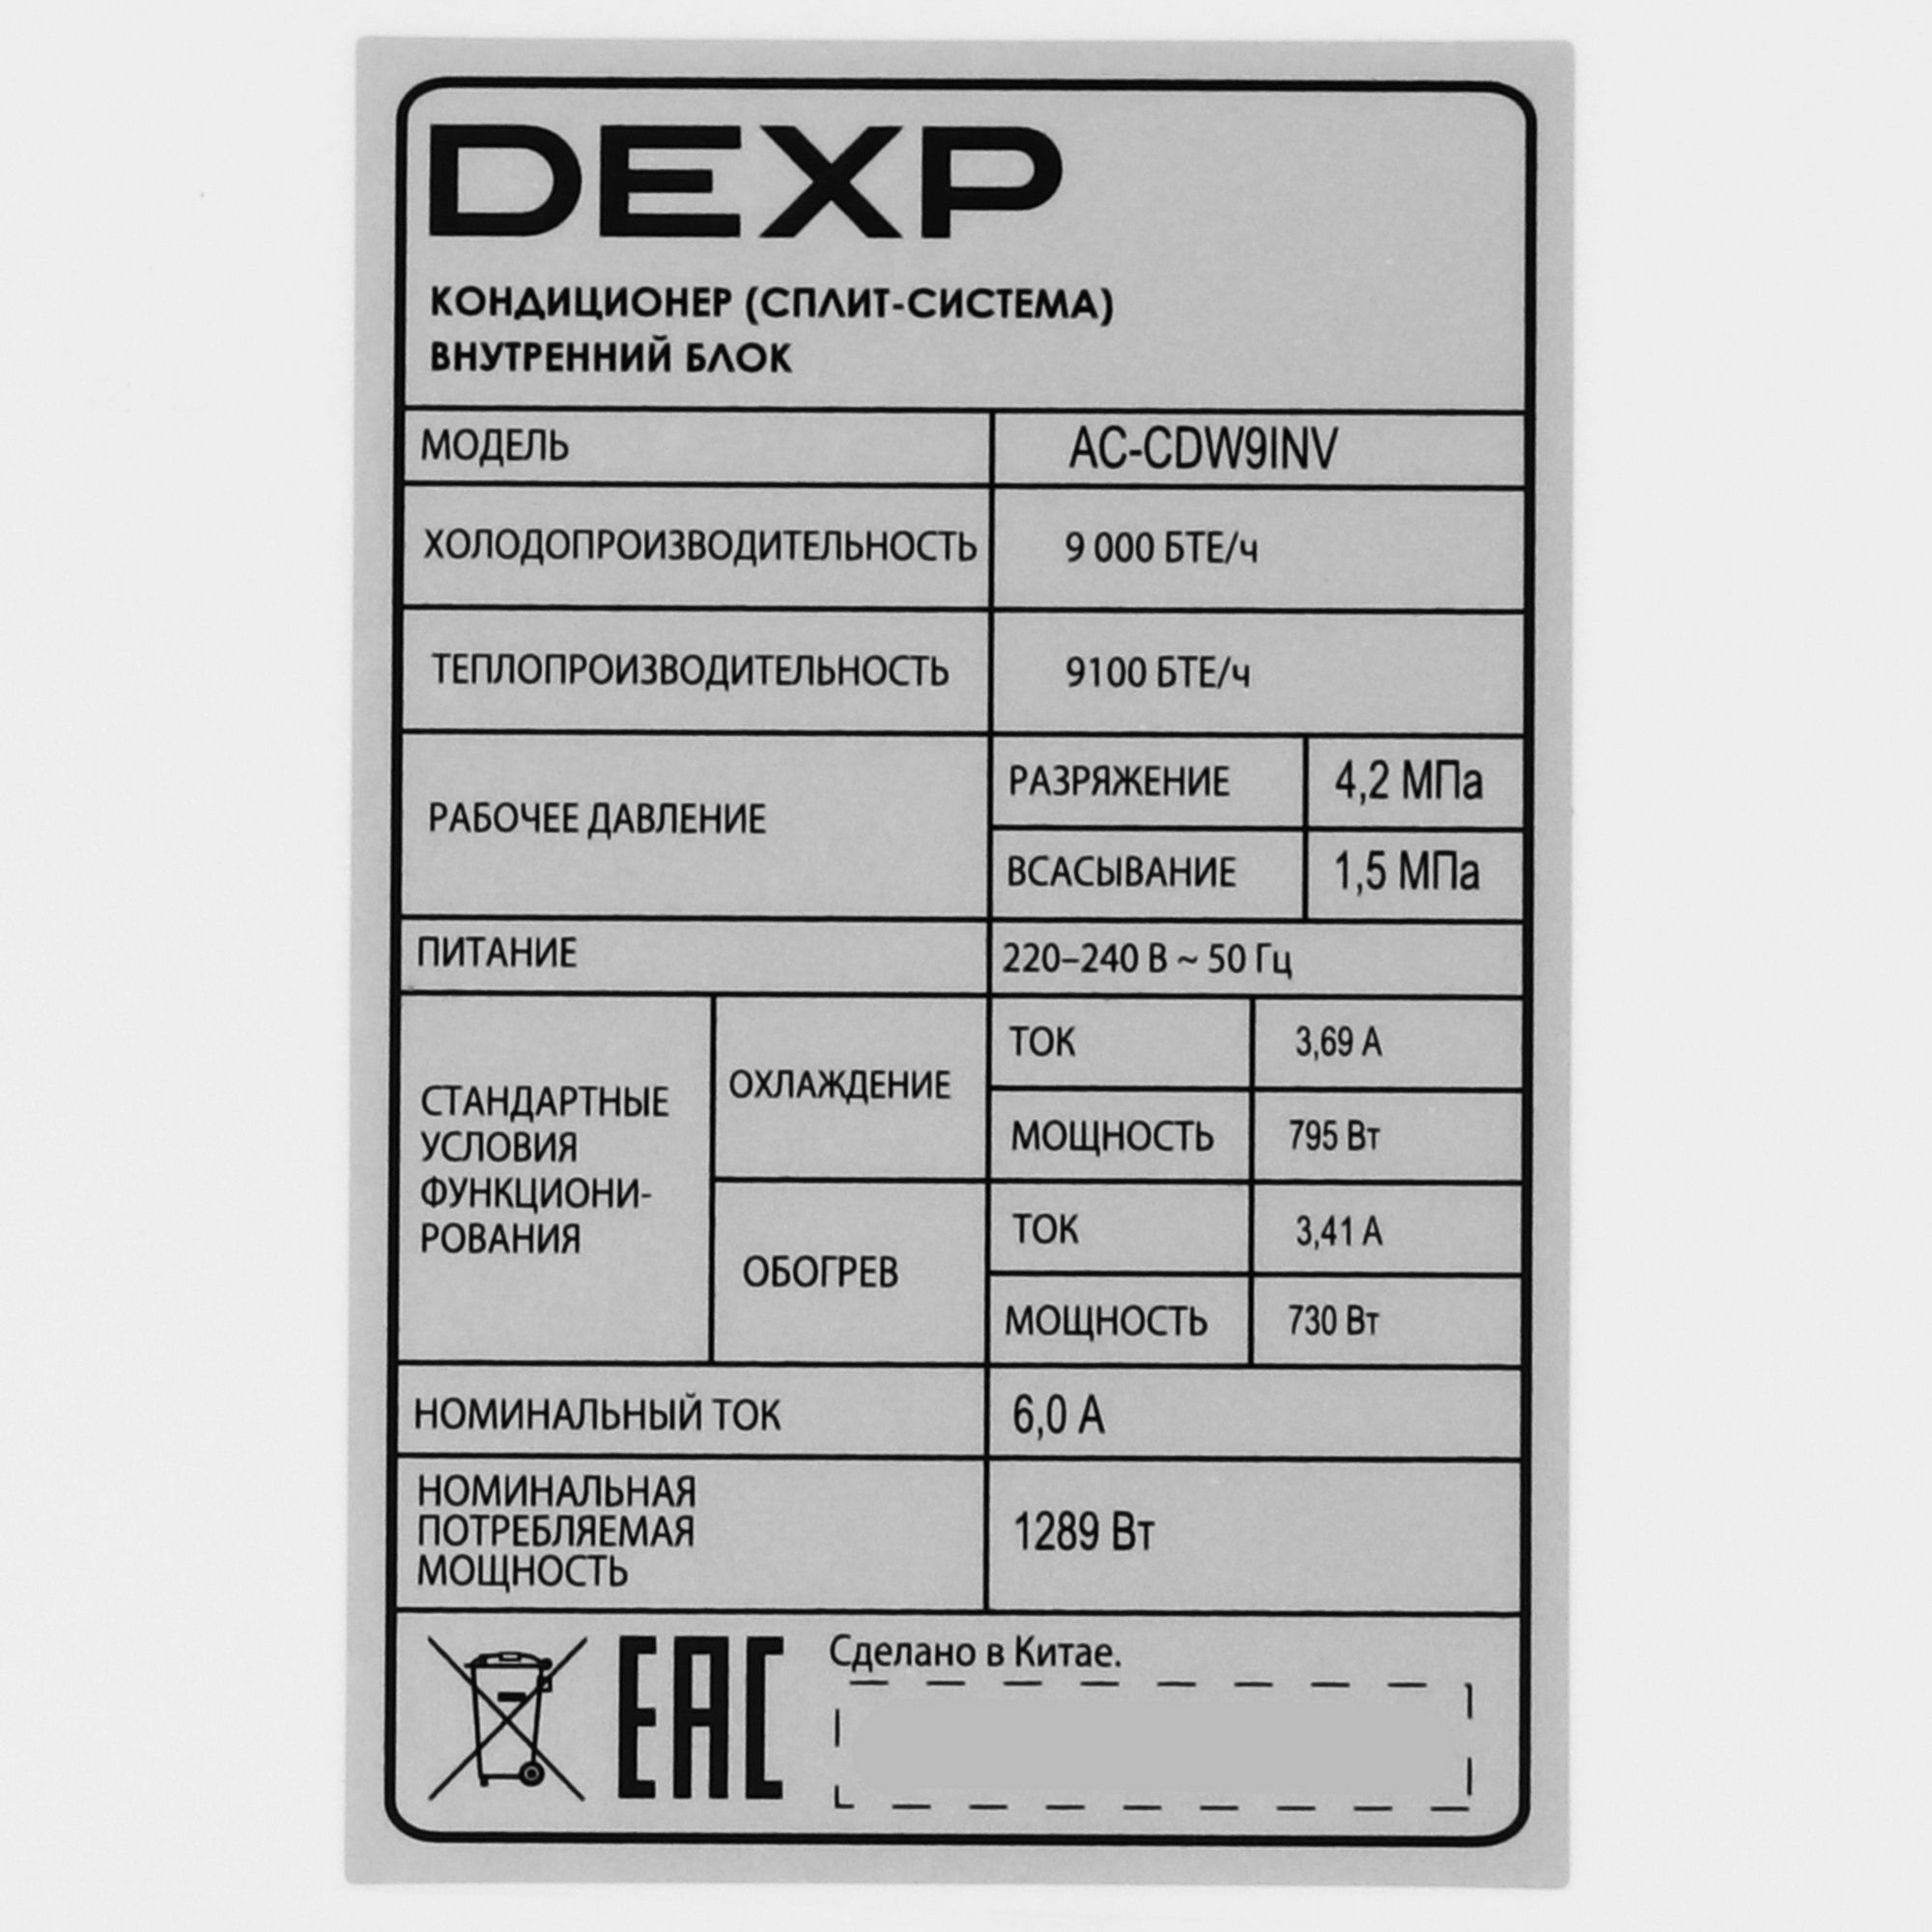 DEXP
КОНДИЦИОНЕР (СПЛИТ-СИСТЕМА)
ВНУТРЕННИЙ БЛОК
МОДЕЛЬ AC-CDW9INV
ХОЛОДОПРОИЗВОДИТЕЛЬНОСТЬ 9 000 БТЕ/ч
ТЕПЛОПРОИЗВОДИТЕЛЬНОСТЬ 9100 БТЕ/ч
РАБОЧЕЕ ДАВЛЕНИЕ
РАЗРЯЖЕНИЕ 4,2 МПа
ВСАСЫВАНИЕ 1,5 МПа
ПИТАНИЕ 220–240 В ~ 50 Гц
СТАНДАРТНЫЕ
УСЛОВИЯ
ФУНКЦИОНИ-
РОВАНИЯ
ОХЛАЖДЕНИЕ
ТОК 3,69 А
МОЩНОСТЬ 795 Вт
ОБОГРЕВ
ТОК 3,41 А
МОЩНОСТЬ 730 Вт
НОМИНАЛЬНЫЙ ТОК 6,0 А
НОМИНАЛЬНАЯ
ПОТРЕБЛЯЕМАЯ
МОЩНОСТЬ
1289 Вт
EAC
Сделано в Китае.